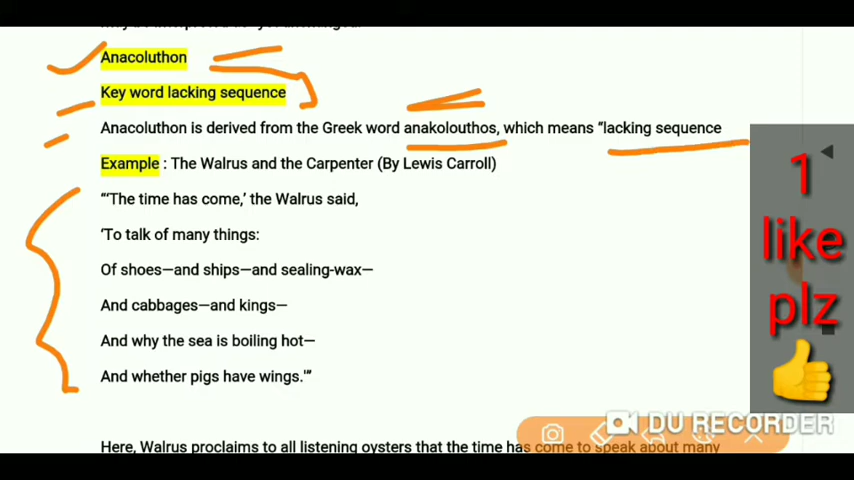 Anacoluthon
Key word lacking sequence
Anacoluthon is derived from the Greek word anakolouthos, which means “lacking sequence
Example : The Walrus and the Carpenter (By Lewis Carroll)
“‘The time has come,’ the Walrus said,
‘To talk of many things:
Of shoes—and ships—and sealing-wax—
And cabbages—and kings—
And why the sea is boiling hot—
And whether pigs have wings.’”
Here, Walrus proclaims to all listening oysters that the time has come to speak about many
1
like
plz
DU RECORDER